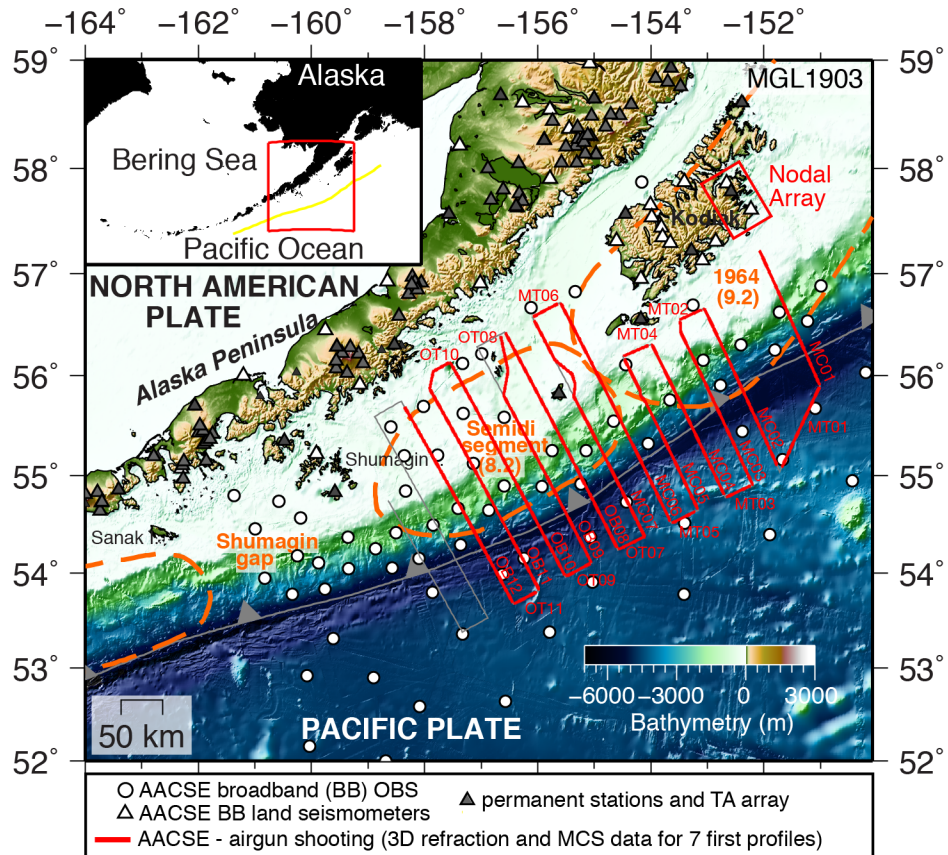 −164˚ −162˚ −160˚ −158˚ −156˚ −154˚ −152˚
59˚ 59˚
Alaska
MGL1903
Bering Sea
Pacific Ocean
58˚ 58˚
Nodal
Array
Kodiak
57˚ 57˚
NORTH AMERICAN
PLATE
Alaska Peninsula
1964
(9.2)
MT06
MT02
MT04
OT08
OT10
MC01
56˚ 56˚
MT01
Semidi
segment
(8.2)
Shumagin
55˚ 55˚
MT03
MT05
OT07
OT09
OT11
OB12
OB11
OB10
Sanak I.
Shumagin
gap
54˚ 54˚
53˚ 53˚
−6000 −3000 0 3000
Bathymetry (m)
50 km
PACIFIC PLATE
52˚ 52˚
AACSE broadband (BB) OBS
AACSE BB land seismometers
permanent stations and TA array
AACSE - airgun shooting (3D refraction and MCS data for 7 first profiles)